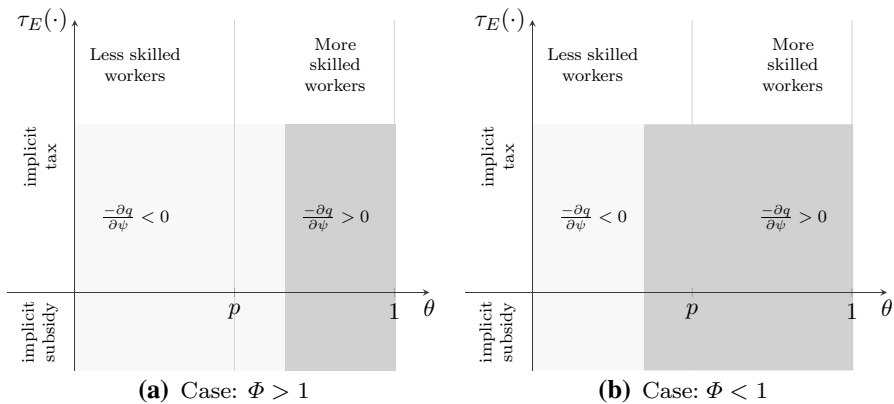 τ_E(·)
Less skilled
workers
More
skilled
workers
implicit
tax
−∂q/∂ψ < 0
−∂q/∂ψ > 0
p
1
θ
implicit
subsidy
(a) Case: Φ > 1
τ_E(·)
Less skilled
workers
More
skilled
workers
implicit
tax
−∂q/∂ψ < 0
−∂q/∂ψ > 0
p
1
θ
implicit
subsidy
(b) Case: Φ < 1